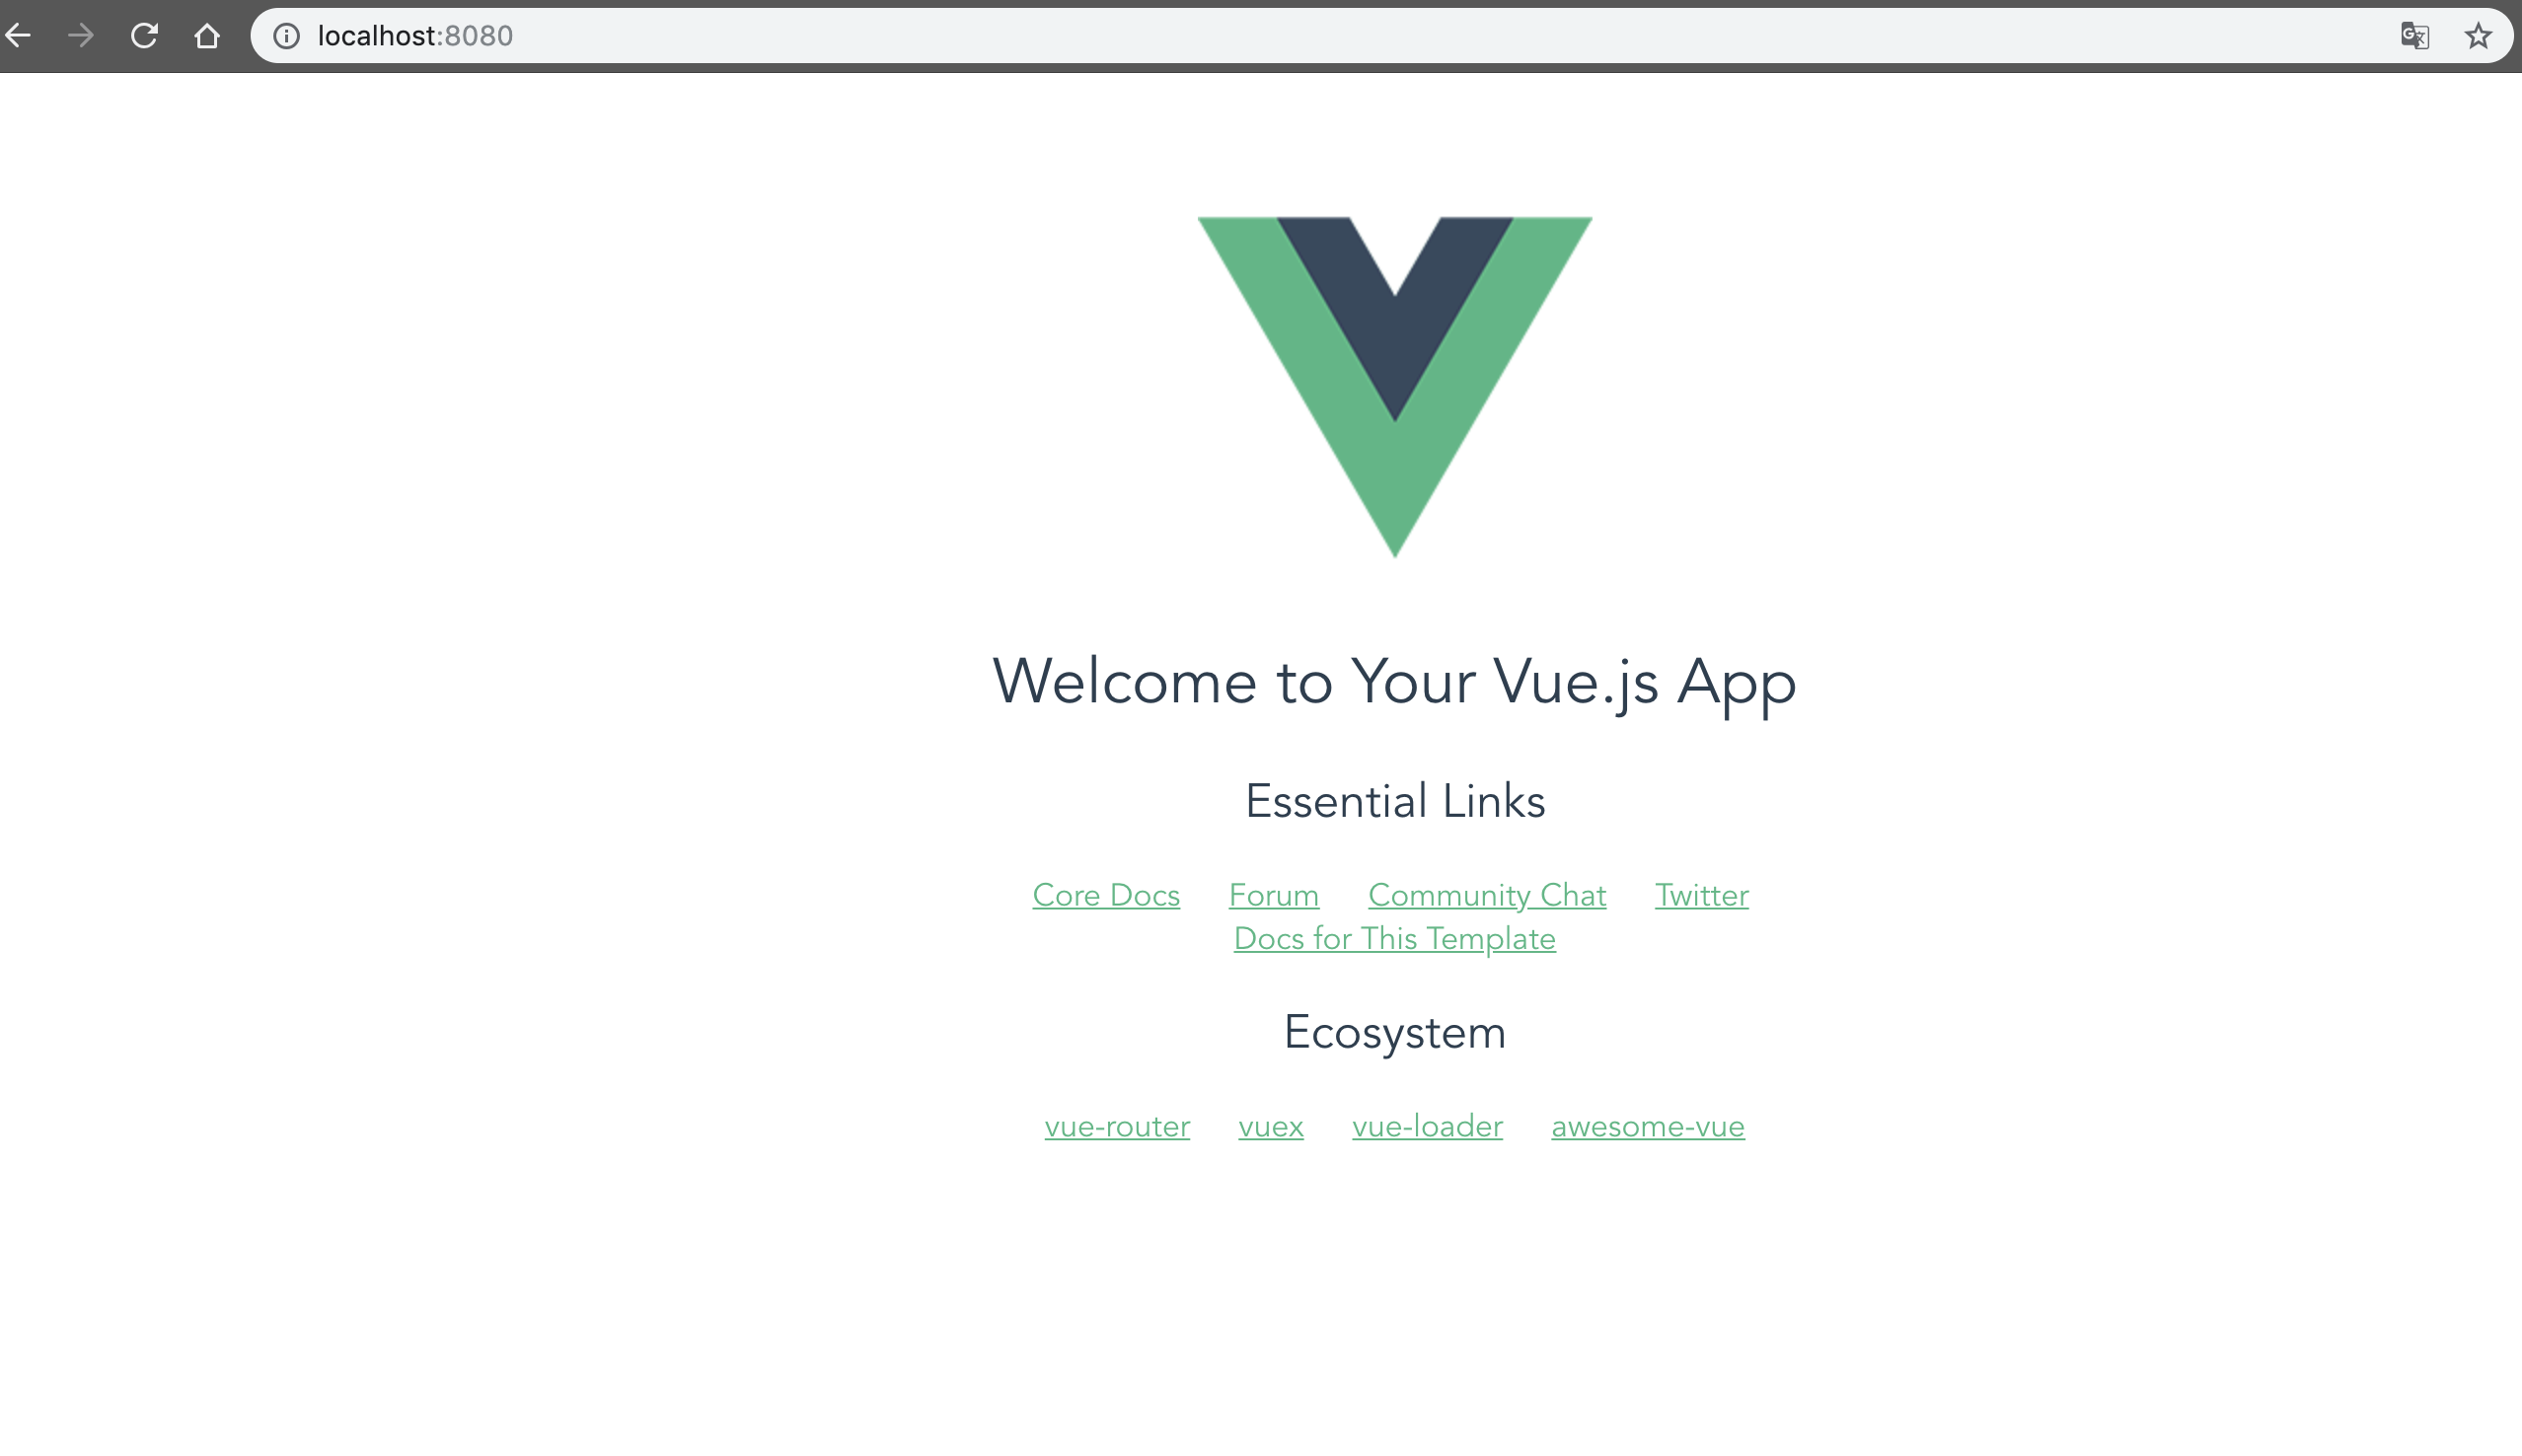 localhost:8080
Welcome to Your Vue.js App
Essential Links
Core Docs Forum Community Chat Twitter
Docs for This Template
Ecosystem
vue-router vuex vue-loader awesome-vue